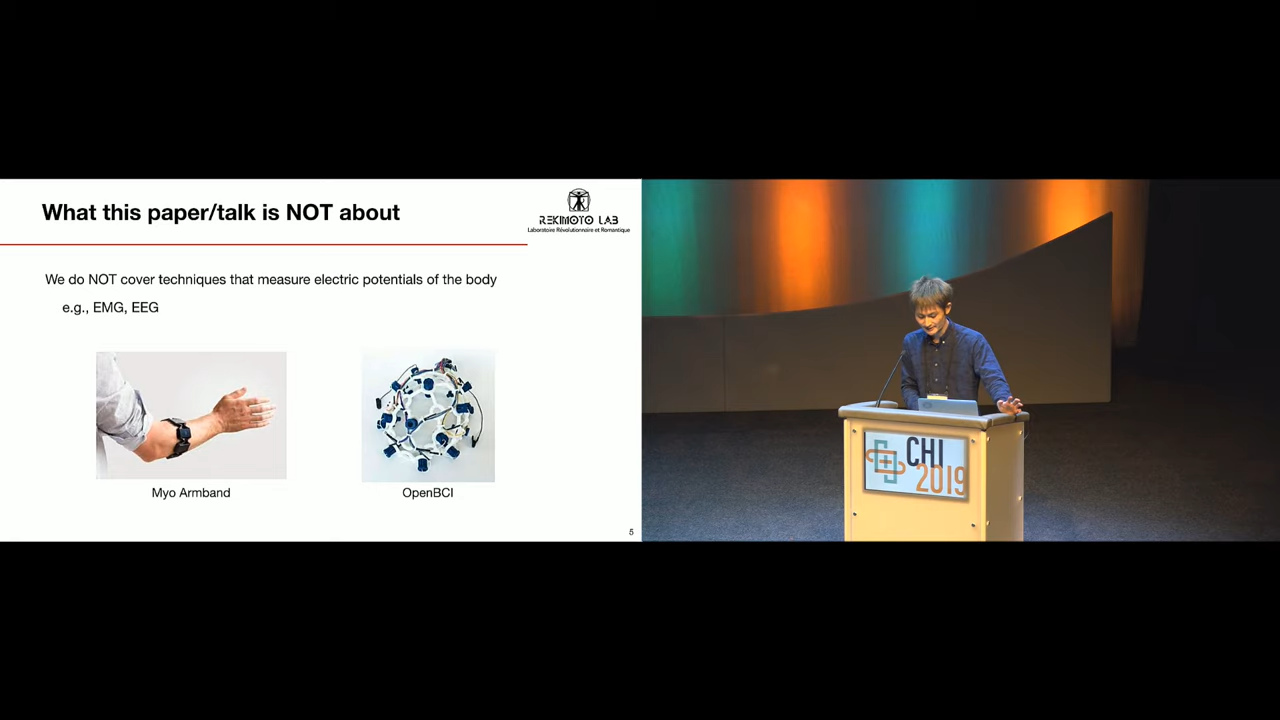 What this paper/talk is NOT about
REKIMOTO LAB
Laboratoire Révolutionnaire et Romantique
We do NOT cover techniques that measure electric potentials of the body
e.g., EMG, EEG
Myo Armband
OpenBCI
5
CHI
2019